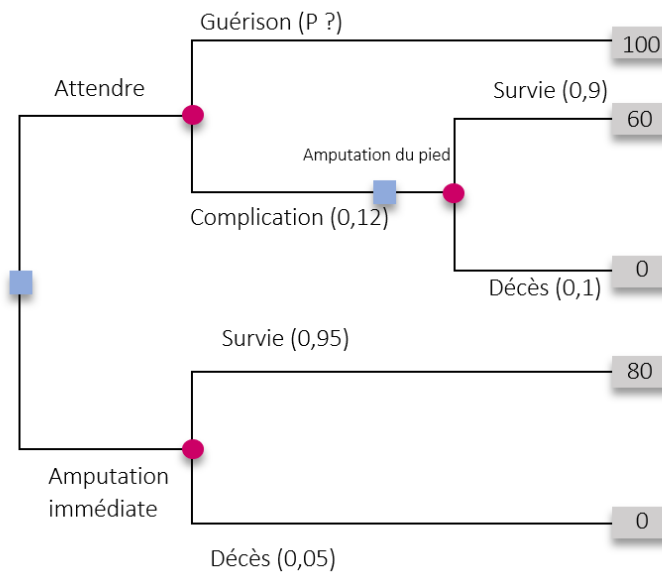 Guérison (P ?)
100
Attendre
Survie (0,9)
60
Amputation du pied
Complication (0,12)
0
Décès (0,1)
Survie (0,95)
80
Amputation
immédiate
0
Décès (0,05)